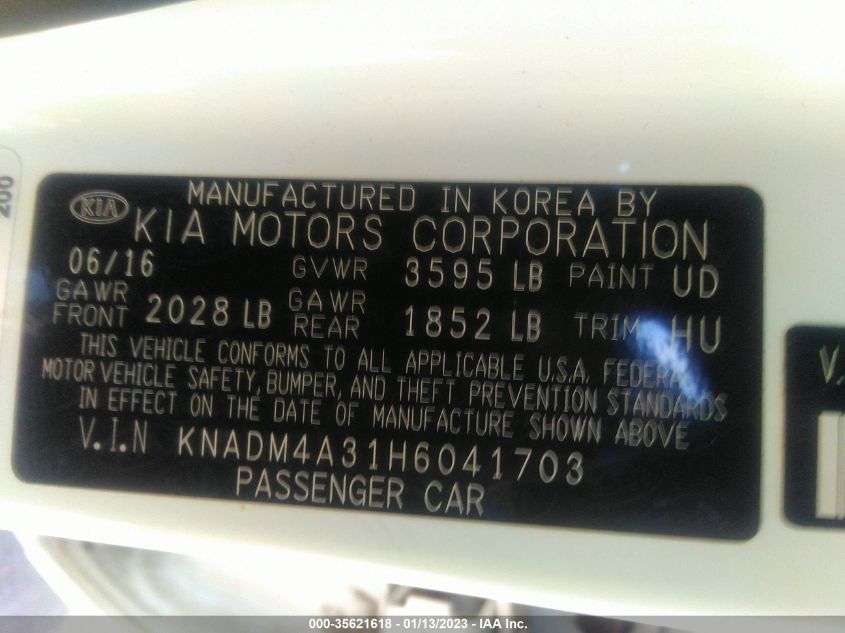 200
KIA
MANUFACTURED IN KOREA BY
KIA MOTORS CORPORATION
06/16 GVWR 3595 LB PAINT UD
GAWR FRONT 2028 LB GAWR REAR 1852 LB TRIM HU
THIS VEHICLE CONFORMS TO ALL APPLICABLE U.S.A. FEDERAL
MOTOR VEHICLE SAFETY, BUMPER, AND THEFT PREVENTION STANDARDS
IN EFFECT ON THE DATE OF MANUFACTURE SHOWN ABOVE
V.I.N KNADM4A31H6041703
PASSENGER CAR
000-35621618 - 01/13/2023 - IAA Inc.